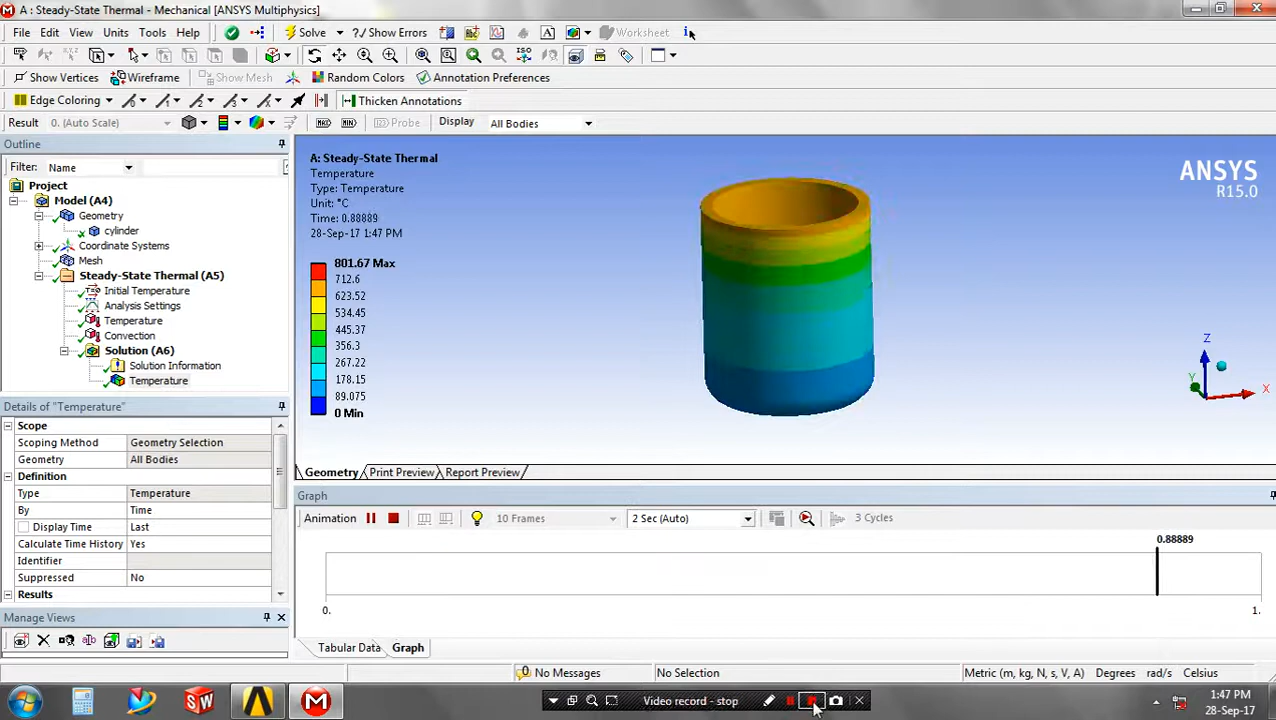 A : Steady-State Thermal - Mechanical [ANSYS Multiphysics]
File Edit View Units Tools Help Solve ?/ Show Errors Worksheet
Show Vertices Wireframe Show Mesh Random Colors Annotation Preferences
Edge Coloring Thicken Annotations
Result 0. (Auto Scale) MAX MIN Probe Display All Bodies
Outline
Filter: Name
Project
Model (A4)
Geometry
cylinder
Coordinate Systems
Mesh
Steady-State Thermal (A5)
Initial Temperature
Analysis Settings
Temperature
Convection
Solution (A6)
Solution Information
Temperature
Details of "Temperature"
Scope
Scoping Method Geometry Selection
Geometry All Bodies
Definition
Type Temperature
By Time
Display Time Last
Calculate Time History Yes
Identifier
Suppressed No
Results
Manage Views
A: Steady-State Thermal
Temperature
Type: Temperature
Unit: °C
Time: 0.88889
28-Sep-17 1:47 PM
801.67 Max
712.6
623.52
534.45
445.37
356.3
267.22
178.15
89.075
0 Min
ANSYS
R15.0
Z
Y
X
Geometry Print Preview Report Preview
Graph
Animation 10 Frames 2 Sec (Auto) 3 Cycles
0.88889
0. 1.
Tabular Data Graph
0 No Messages No Selection Metric (m, kg, N, s, V, A) Degrees rad/s Celsius
Video record - stop
1:47 PM
28-Sep-17